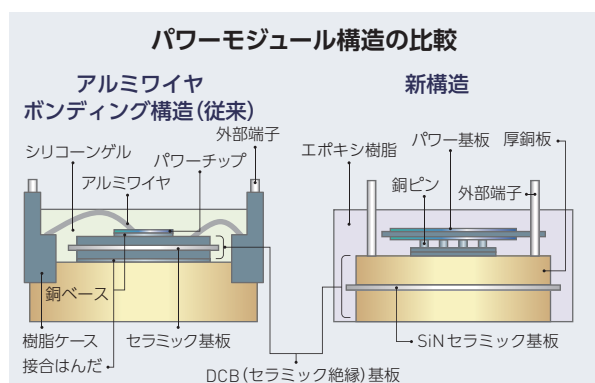 パワーモジュール構造の比較
アルミワイヤ
ボンディング構造(従来)
新構造
外部端子
シリコーンゲル
パワーチップ
アルミワイヤ
銅ベース
樹脂ケース
セラミック基板
接合はんだ
エポキシ樹脂
パワー基板
厚銅板
銅ピン
外部端子
SiNセラミック基板
DCB(セラミック絶縁)基板